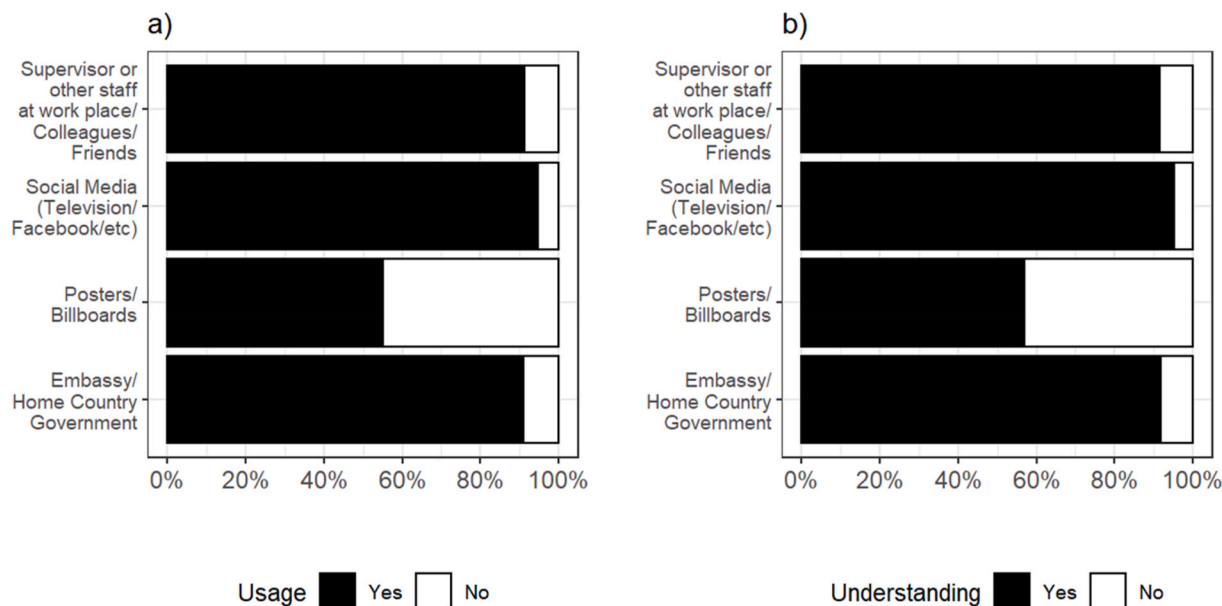 a)
Supervisor or
other staff
at work place/
Colleagues/
Friends
Social Media
(Television/
Facebook/etc)
Posters/
Billboards
Embassy/
Home Country
Government
0% 20% 40% 60% 80% 100%
Usage Yes No
b)
Supervisor or
other staff
at work place/
Colleagues/
Friends
Social Media
(Television/
Facebook/etc)
Posters/
Billboards
Embassy/
Home Country
Government
0% 20% 40% 60% 80% 100%
Understanding Yes No